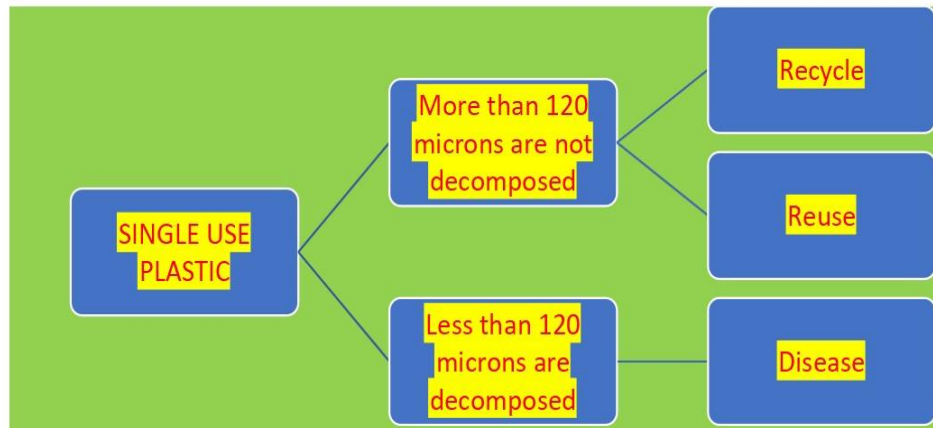 SINGLE USE
PLASTIC
More than 120
microns are not
decomposed
Recycle
Reuse
Less than 120
microns are
decomposed
Disease